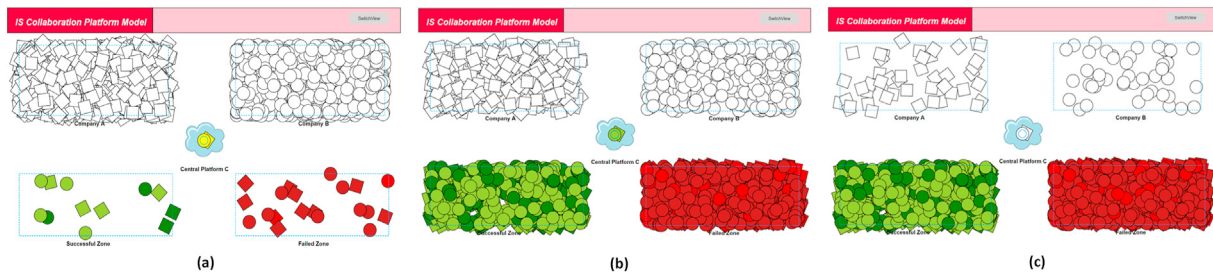 IS Collaboration Platform Model
SwitchView
Company A
Company B
Central Platform C
Successful Zone
Failed Zone
(a)
IS Collaboration Platform Model
SwitchView
Company A
Company B
Central Platform C
Successful Zone
Failed Zone
(b)
IS Collaboration Platform Model
SwitchView
Company A
Company B
Central Platform C
Successful Zone
Failed Zone
(c)